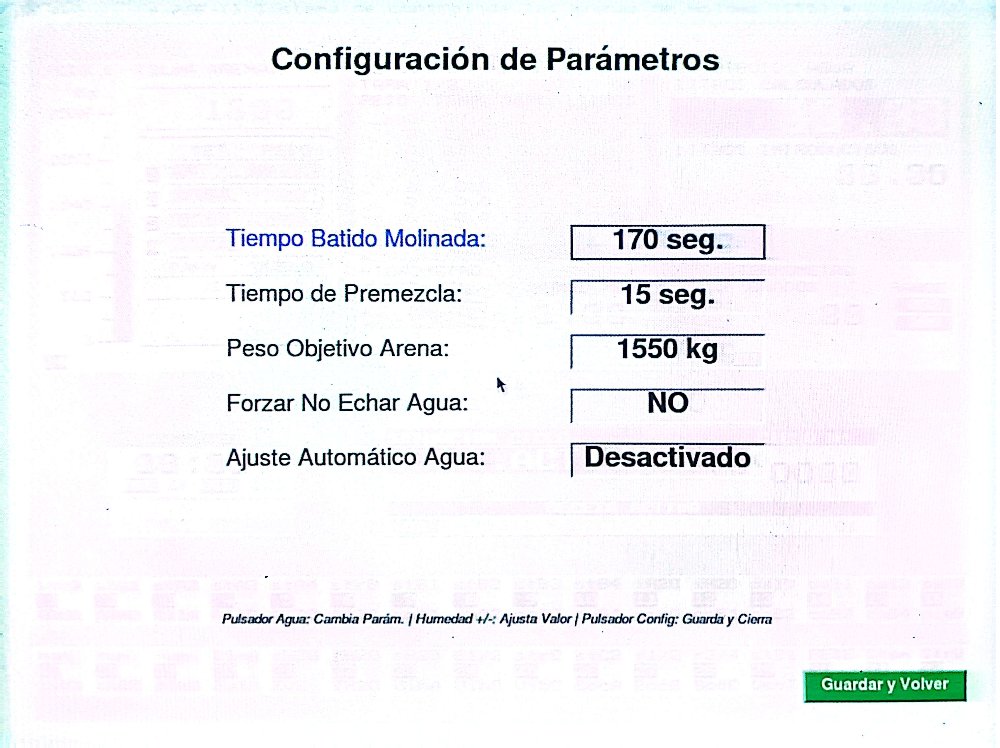 Configuración de Parámetros
Tiempo Batido Molinada: 170 seg.
Tiempo de Premezcla: 15 seg.
Peso Objetivo Arena: 1550 kg
Forzar No Echar Agua: NO
Ajuste Automático Agua: Desactivado
Pulsador Agua: Cambia Parám. | Humedad +/-: Ajusta Valor | Pulsador Config: Guarda y Cierra
Guardar y Volver